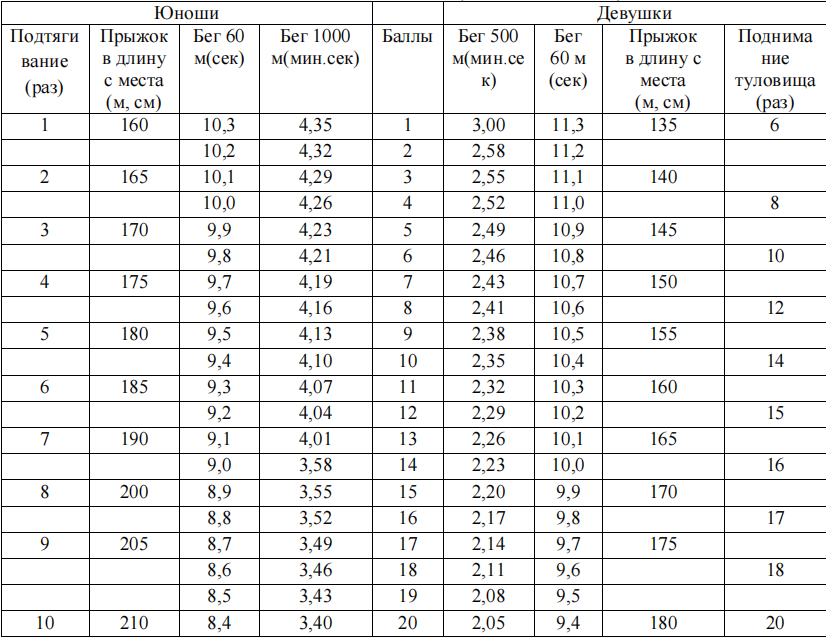 Юноши Девушки
Подтяги вание (раз) Прыжок в длину с места (м, см) Бег 60 м(сек) Бег 1000 м(мин.сек) Баллы Бег 500 м(мин.се к) Бег 60 м (сек) Прыжок в длину с места (м, см) Поднима ние туловища (раз)
1 160 10,3 4,35 1 3,00 11,3 135 6
10,2 4,32 2 2,58 11,2
2 165 10,1 4,29 3 2,55 11,1 140
10,0 4,26 4 2,52 11,0 8
3 170 9,9 4,23 5 2,49 10,9 145
9,8 4,21 6 2,46 10,8 10
4 175 9,7 4,19 7 2,43 10,7 150
9,6 4,16 8 2,41 10,6 12
5 180 9,5 4,13 9 2,38 10,5 155
9,4 4,10 10 2,35 10,4 14
6 185 9,3 4,07 11 2,32 10,3 160
9,2 4,04 12 2,29 10,2 15
7 190 9,1 4,01 13 2,26 10,1 165
9,0 3,58 14 2,23 10,0 16
8 200 8,9 3,55 15 2,20 9,9 170
8,8 3,52 16 2,17 9,8 17
9 205 8,7 3,49 17 2,14 9,7 175
8,6 3,46 18 2,11 9,6 18
8,5 3,43 19 2,08 9,5
10 210 8,4 3,40 20 2,05 9,4 180 20